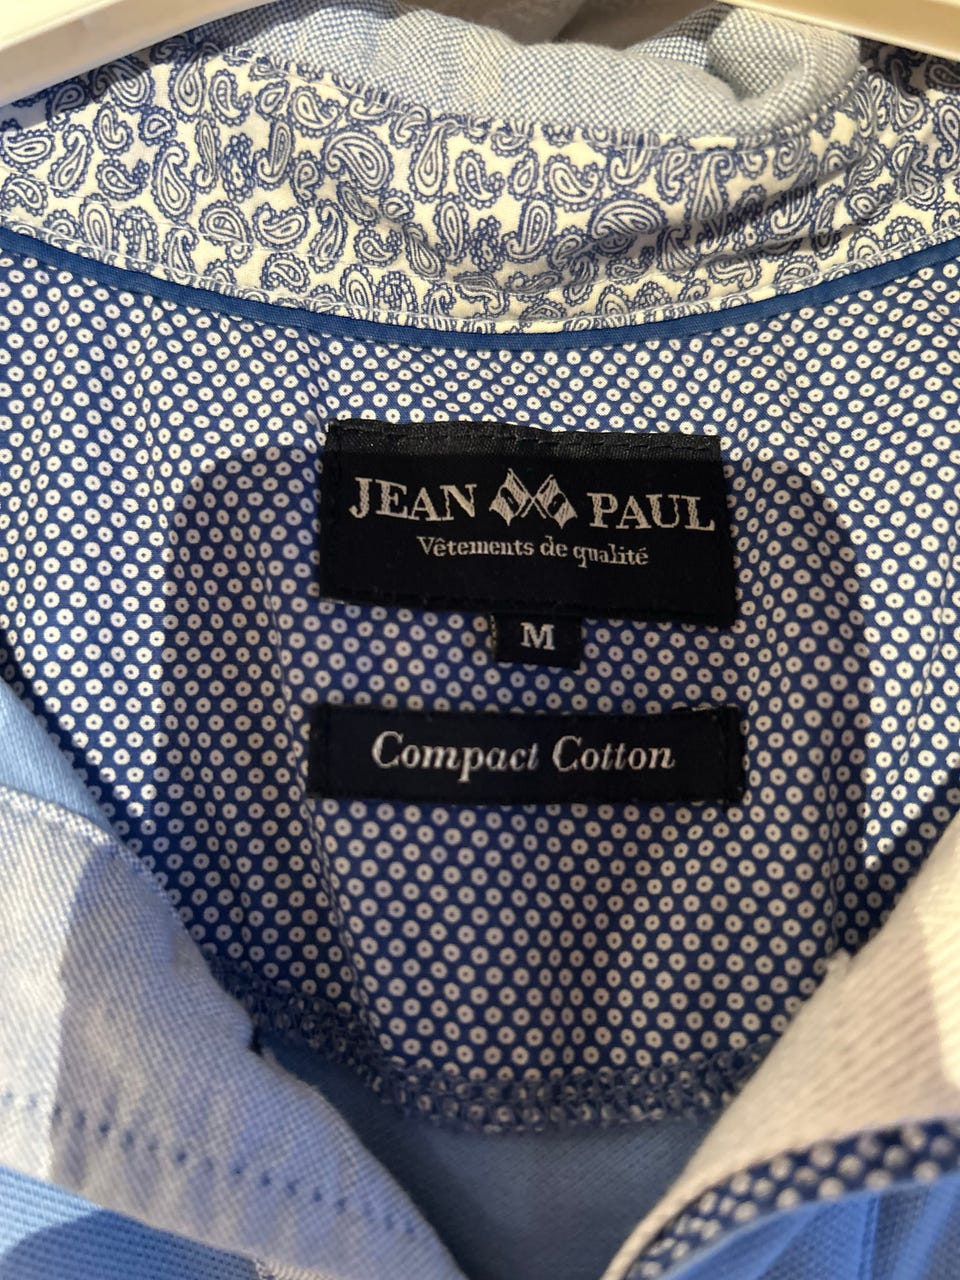 JEAN PAUL
Vêtements de qualité
M
Compact Cotton